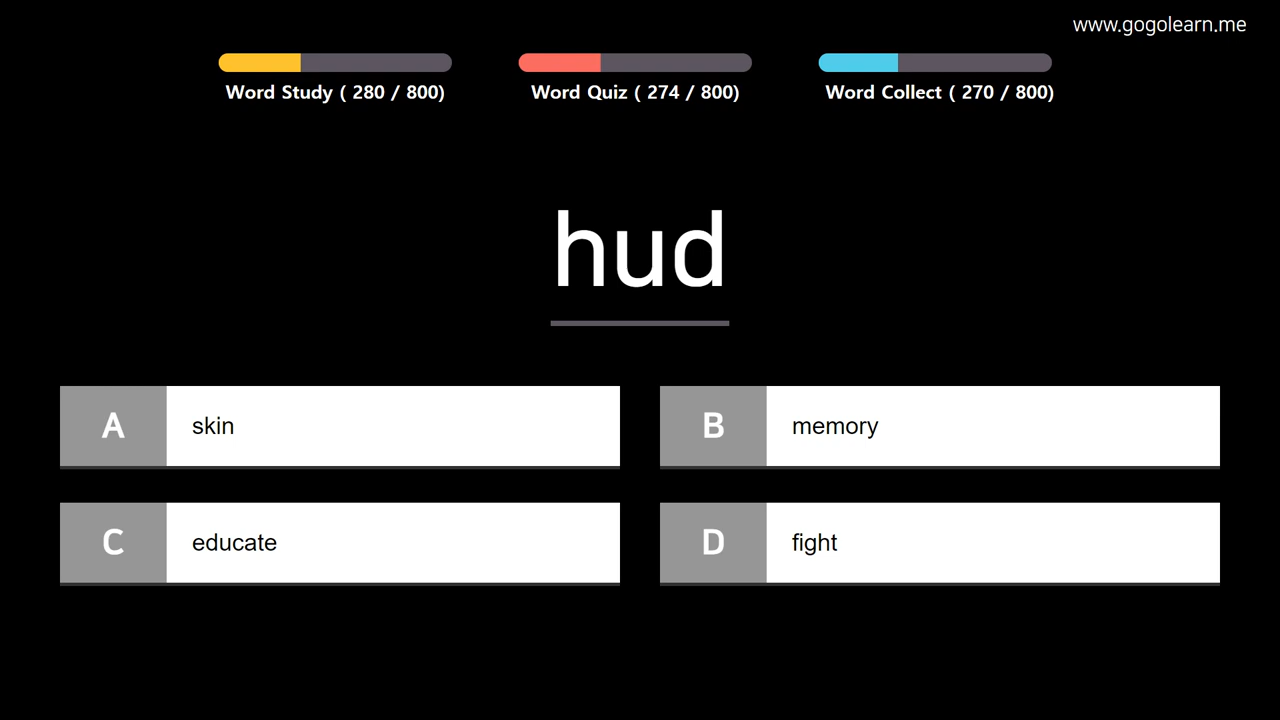 www.gogolearn.me
Word Study ( 280 / 800)
Word Quiz ( 274 / 800)
Word Collect ( 270 / 800)
hud
A skin
B memory
C educate
D fight